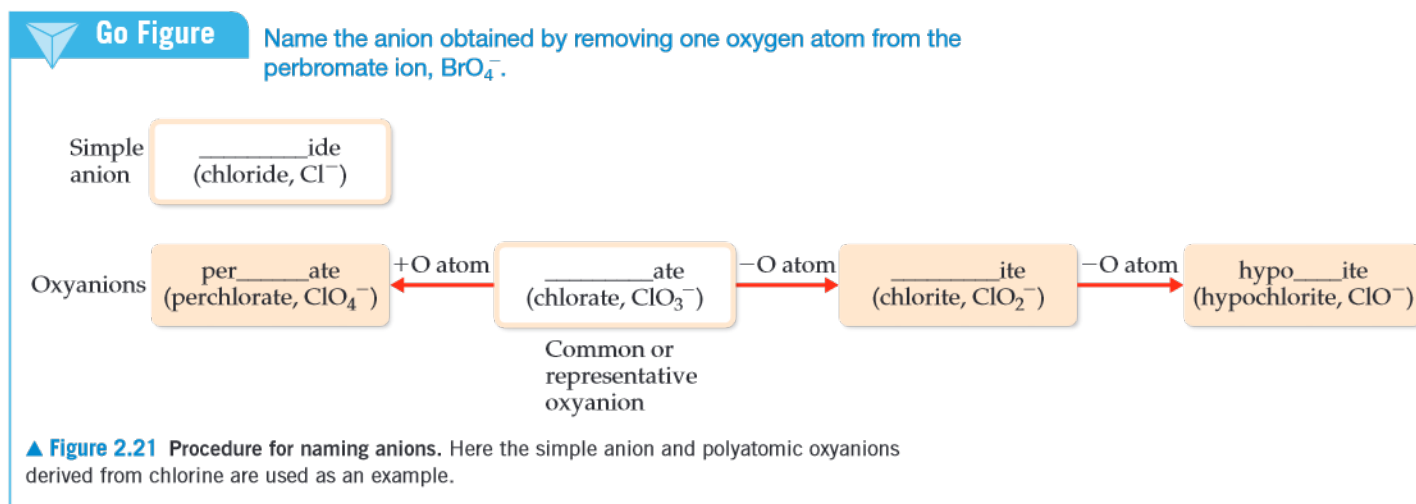 Go Figure
Name the anion obtained by removing one oxygen atom from the
perbromate ion, BrO₄⁻.
Simple
anion
_________ide
(chloride, Cl⁻)
Oxyanions
per______ate
(perchlorate, ClO₄⁻)
+O atom
_________ate
(chlorate, ClO₃⁻)
−O atom
_________ite
(chlorite, ClO₂⁻)
−O atom
hypo____ite
(hypochlorite, ClO⁻)
Common or
representative
oxyanion
▲ Figure 2.21 Procedure for naming anions. Here the simple anion and polyatomic oxyanions
derived from chlorine are used as an example.